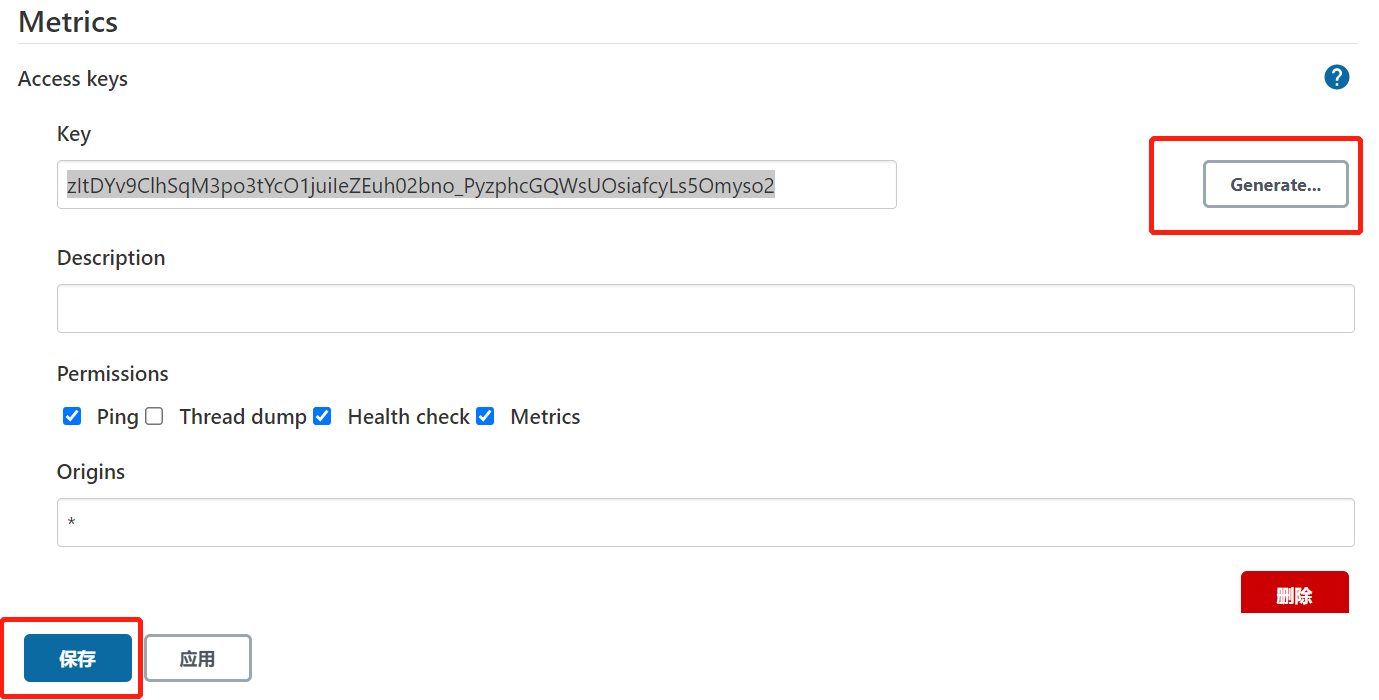 Metrics
Access keys
?
Key
zItDYv9ClhSqM3po3tYcO1juiIeZEuh02bno_PyzphcGQWsUOsiafcyLs5Omyso2
Generate...
Description
Permissions
Ping Thread dump Health check Metrics
Origins
*
删除
保存 应用